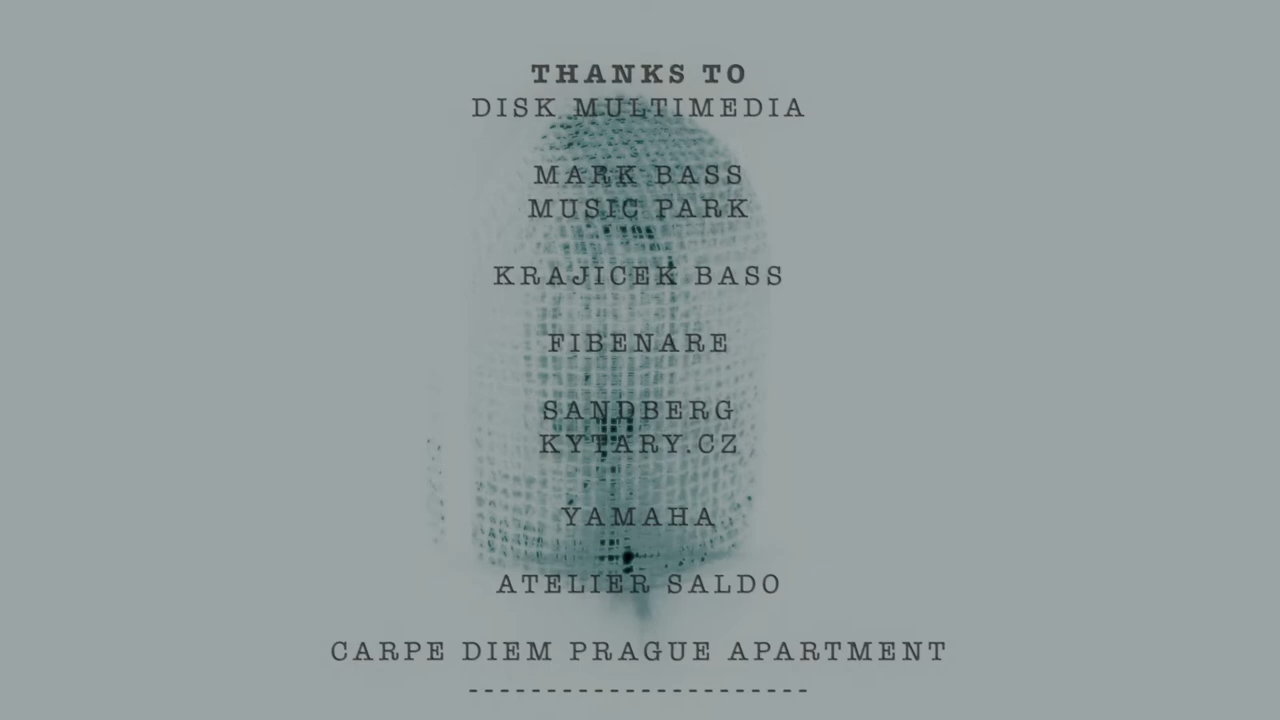 THANKS TO
DISK MULTIMEDIA
MARK BASS
MUSIC PARK
KRAJICEK BASS
FIBENARE
SANDBERG
KYTARY.CZ
YAMAHA
ATELIER SALDO
CARPE DIEM PRAGUE APARTMENT
----------------------